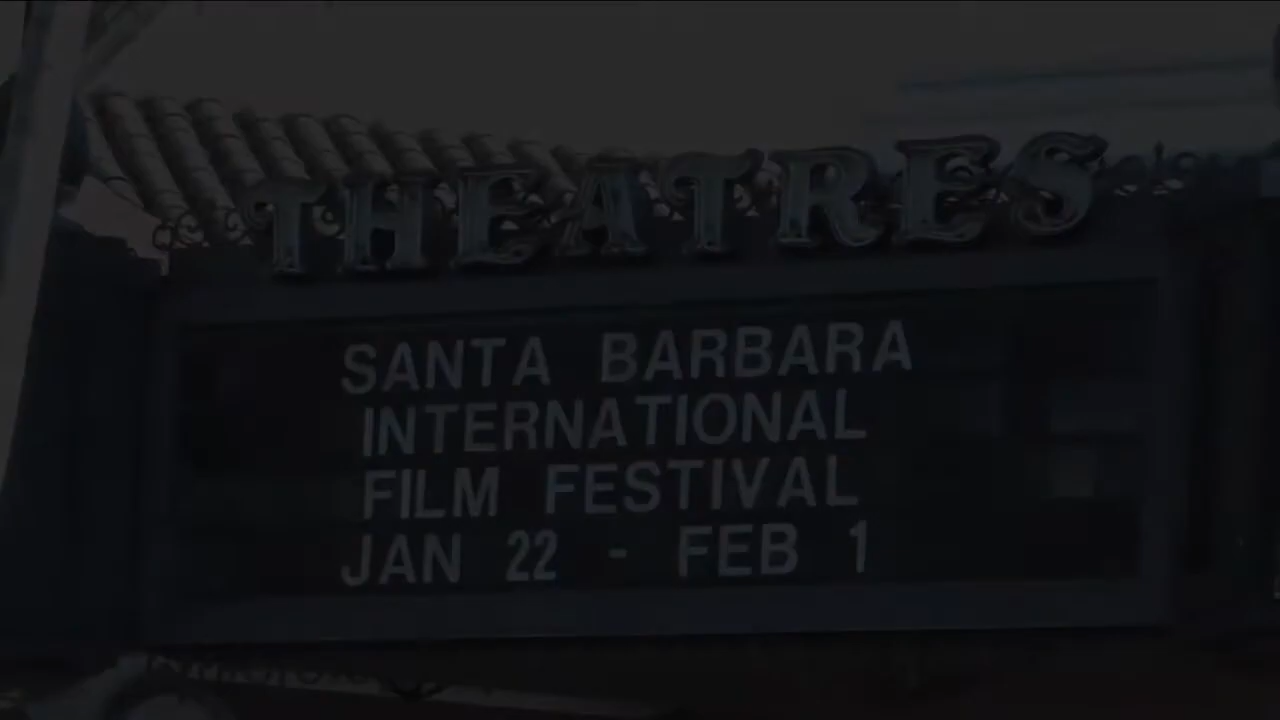 THEATRES
SANTA BARBARA
INTERNATIONAL
FILM FESTIVAL
JAN 22 - FEB 1